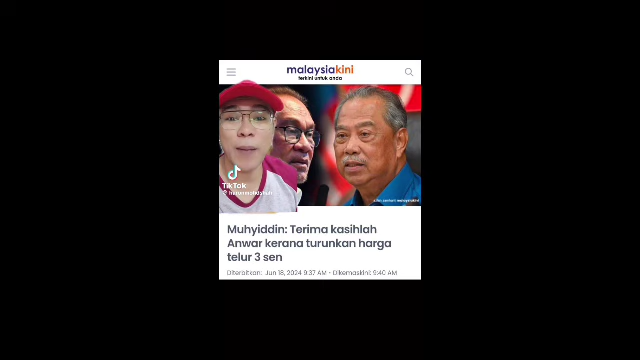 malaysiakini
terkini untuk anda
TikTok
Muhyiddin: Terima kasihlah
Anwar kerana turunkan harga
telur 3 sen
Diterbitkan: Jun 18, 2024 9:37 AM • Dikemaskini: 9:40 AM